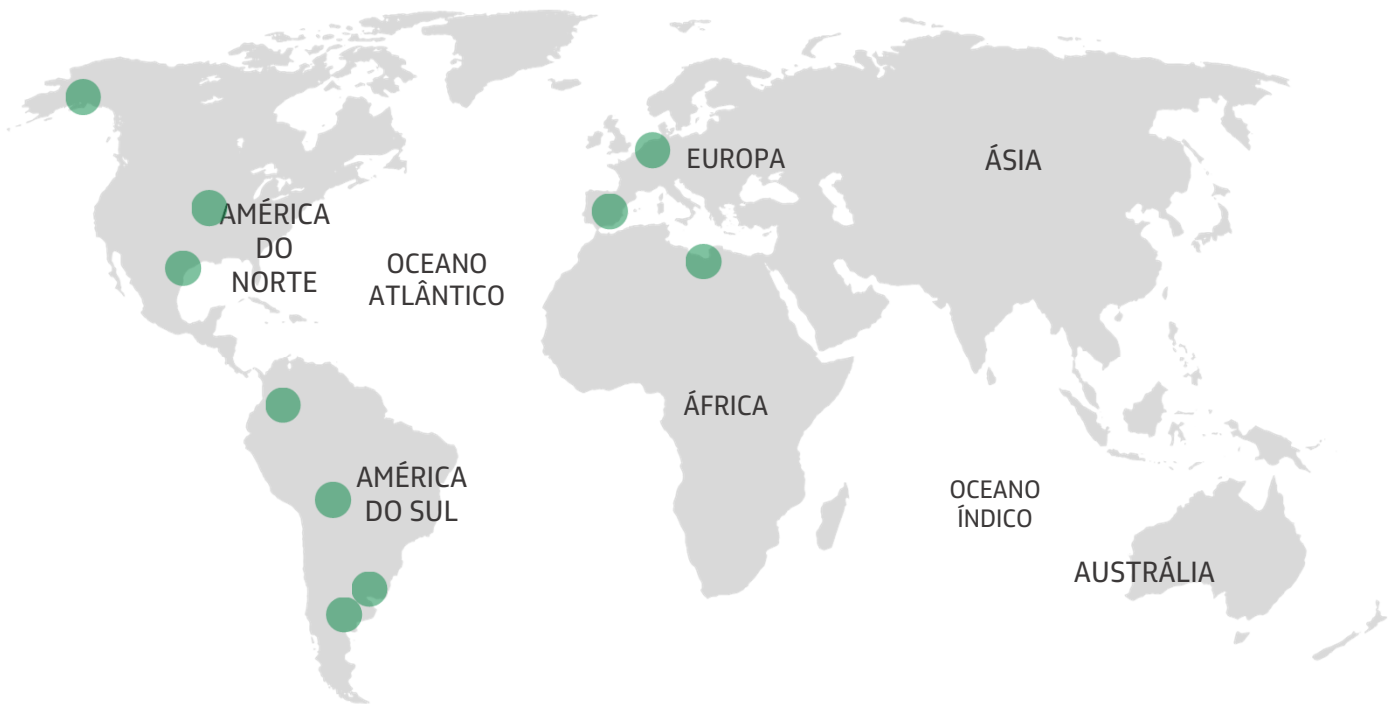 EUROPA
ÁSIA
AMÉRICA
DO
NORTE
OCEANO
ATLÂNTICO
ÁFRICA
AMÉRICA
DO SUL
OCEANO
ÍNDICO
AUSTRÁLIA